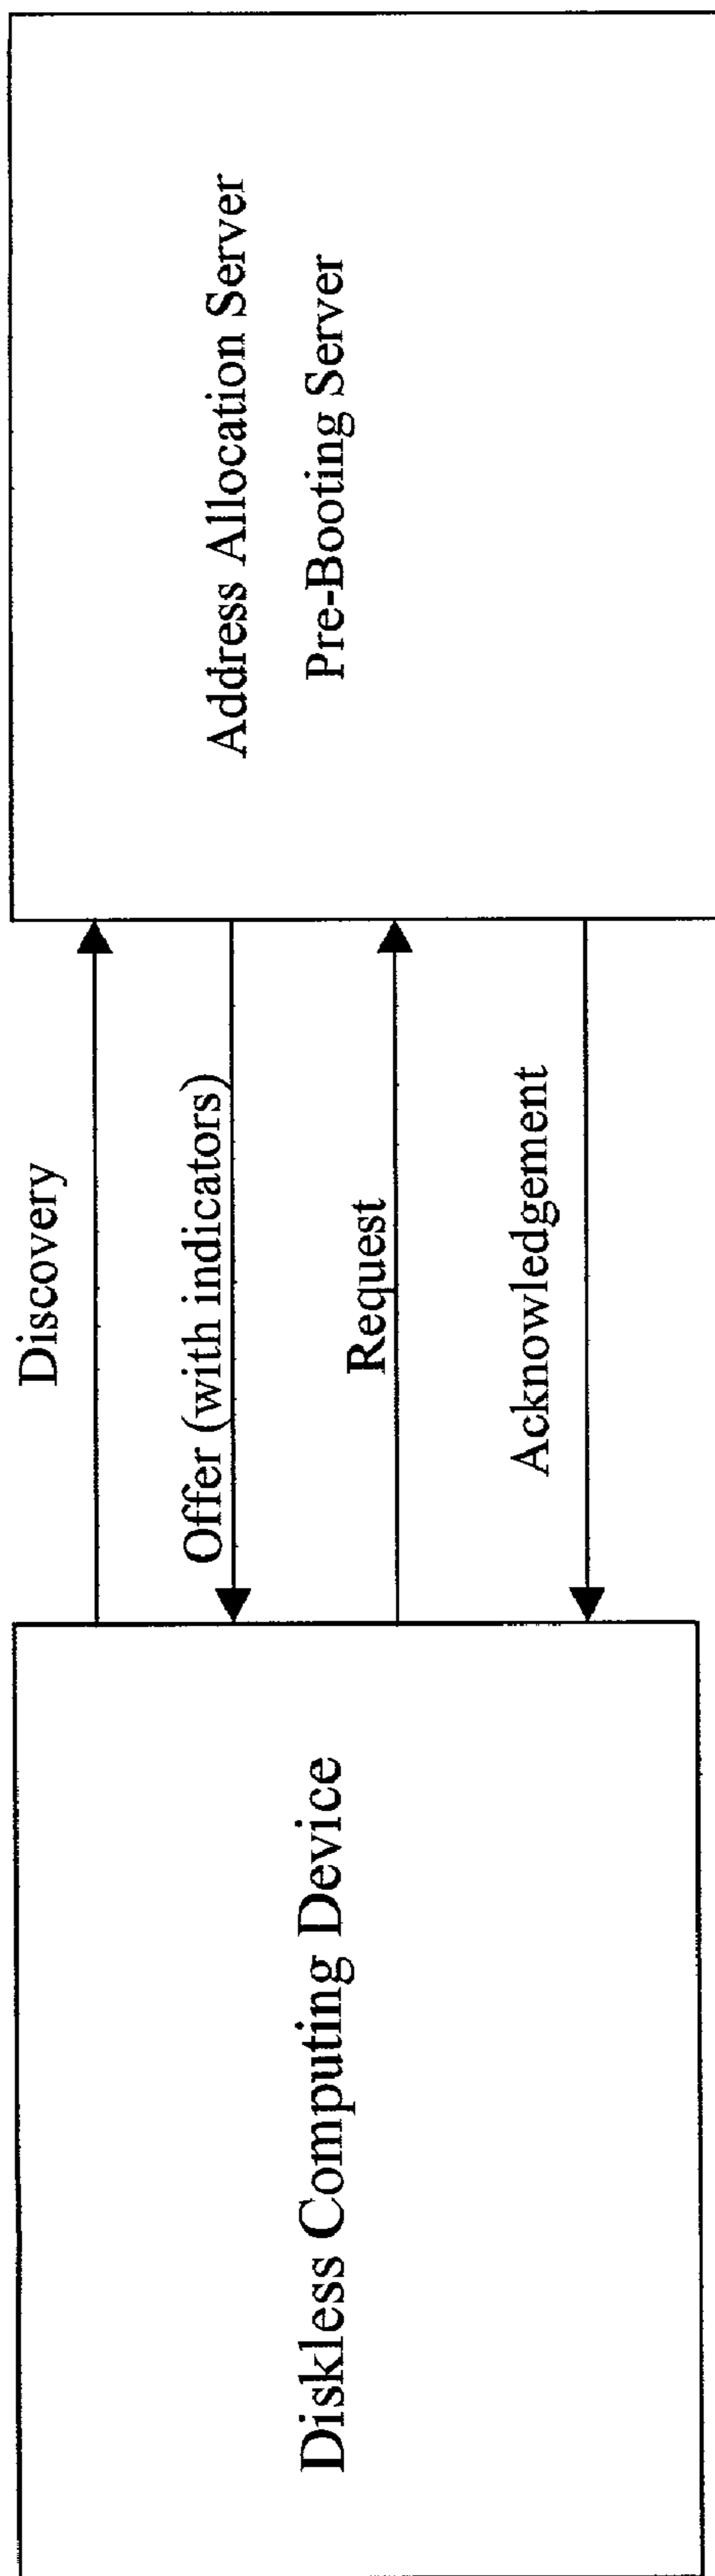 Diskless Computing Device
Discovery
Offer (with indicators)
Request
Acknowledgement
Address Allocation Server
Pre-Booting Server